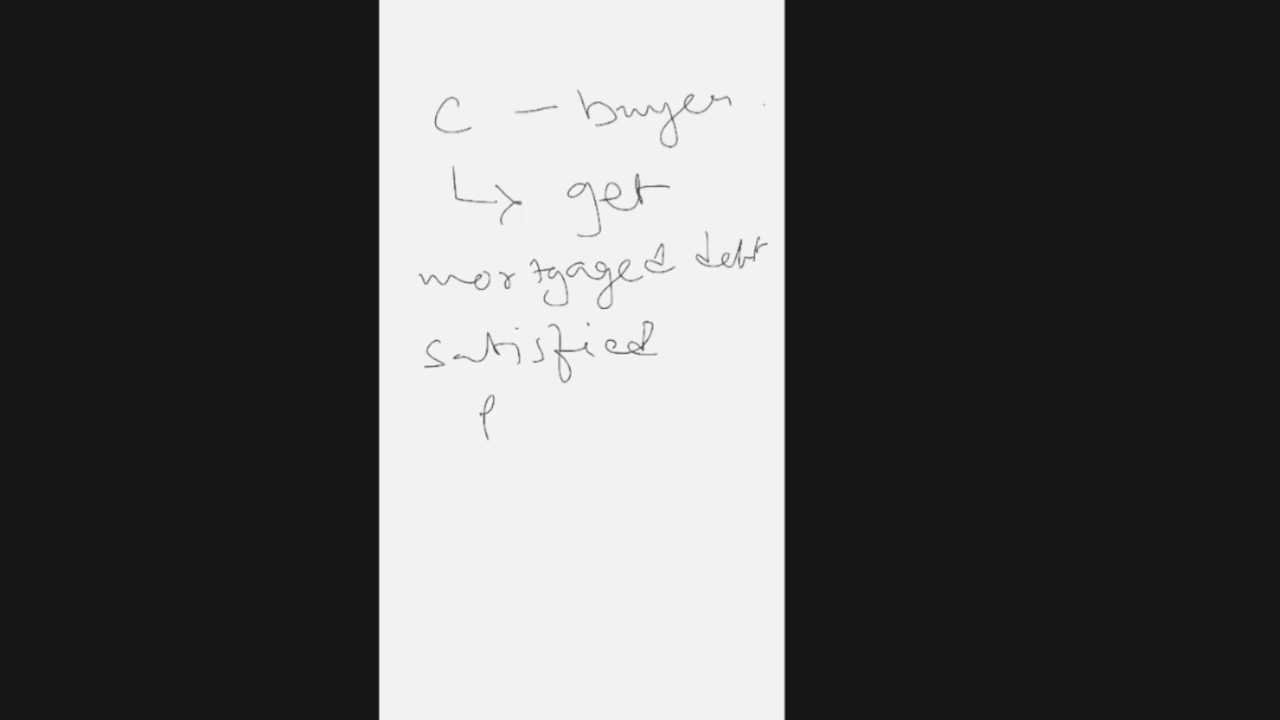 C - buyer.
↳ get
mortgaged debt
satisfied
p